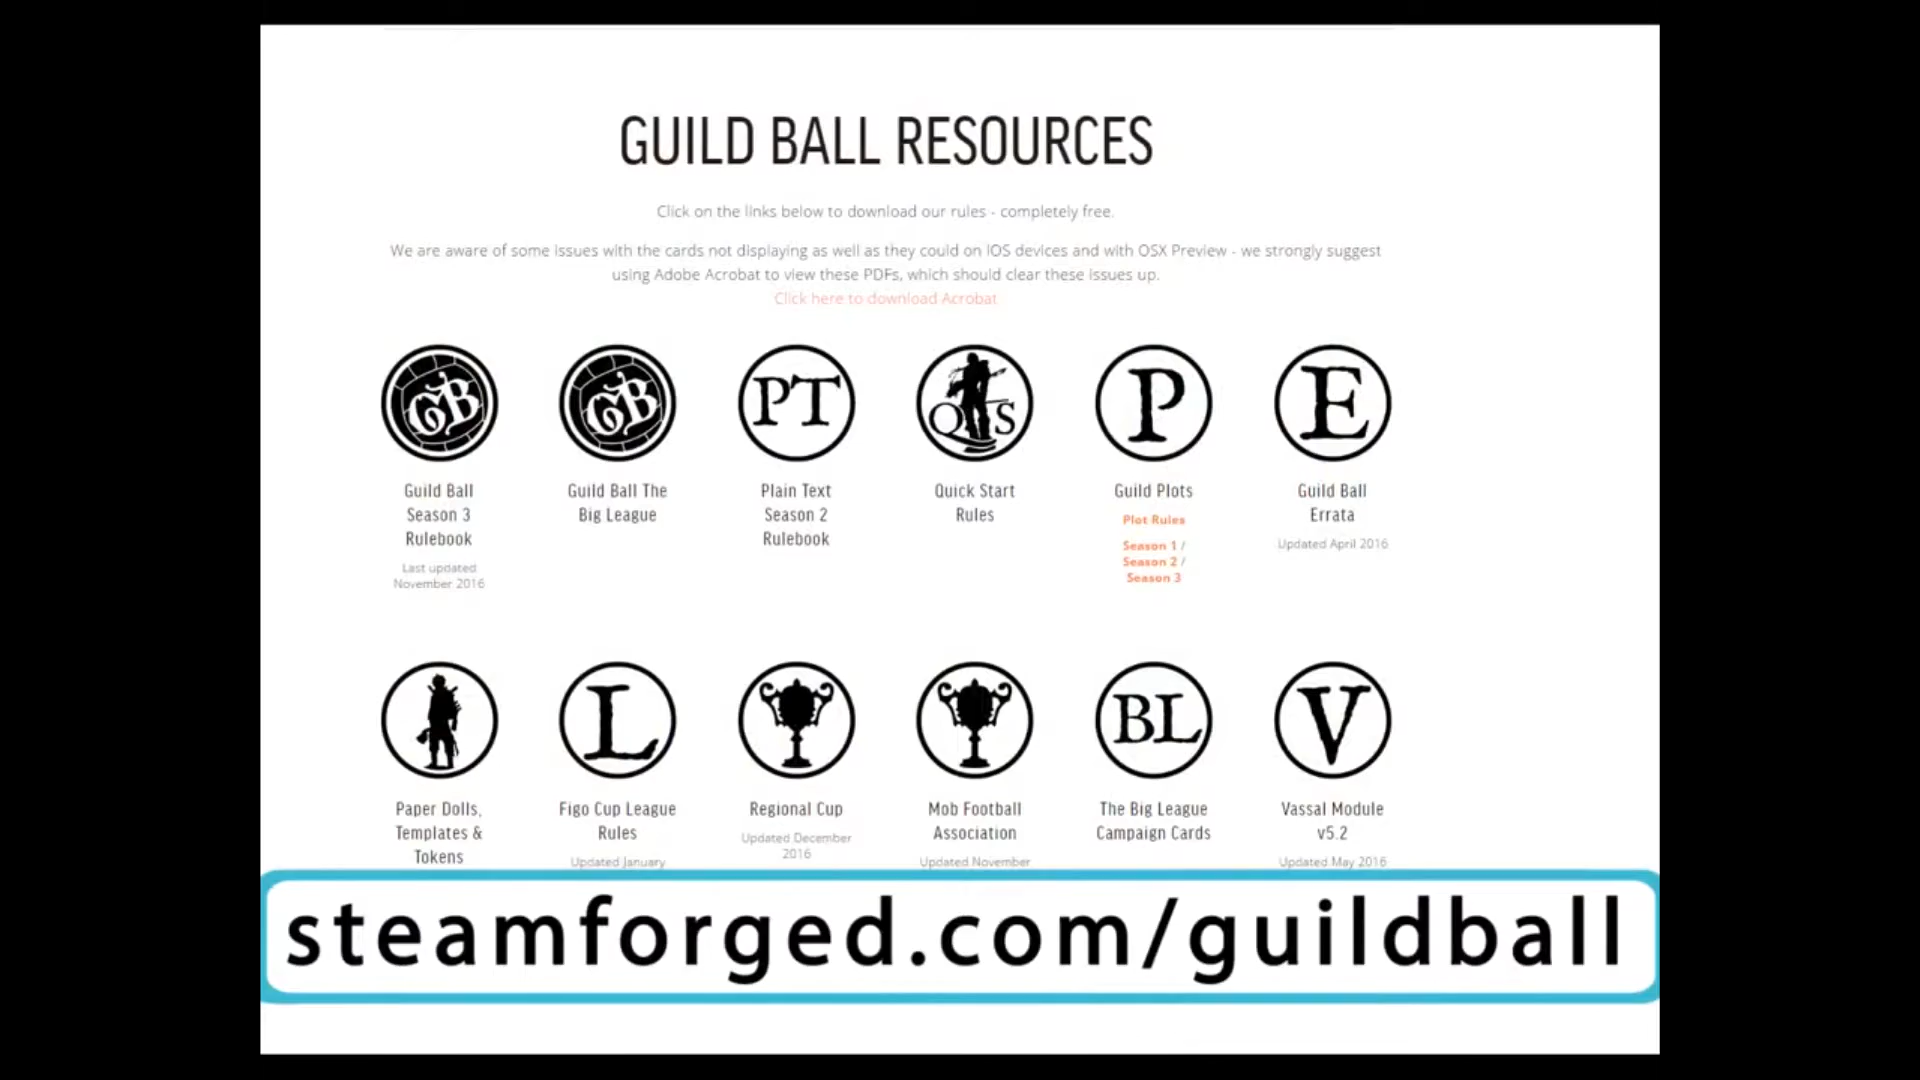 GUILD BALL RESOURCES
Click on the links below to download our rules - completely free.
We are aware of some issues with the cards not displaying as well as they could on iOS devices and with OSX Preview - we strongly suggest
using Adobe Acrobat to view these PDFs, which should clear these issues up.
Click here to download Acrobat
GB GB PT QS P E
Guild Ball
Season 3
Rulebook
Last updated
November 2016
Guild Ball The
Big League
Plain Text
Season 2
Rulebook
Quick Start
Rules
Guild Plots
Plot Rules
Season 1 /
Season 2 /
Season 3
Guild Ball
Errata
Updated April 2016
L BL V
Paper Dolls,
Templates &
Tokens
Figo Cup League
Rules
Updated January
Regional Cup
Updated December
2016
Mob Football
Association
Updated November
The Big League
Campaign Cards
Vassal Module
v5.2
Updated May 2016
steamforged.com/guildball